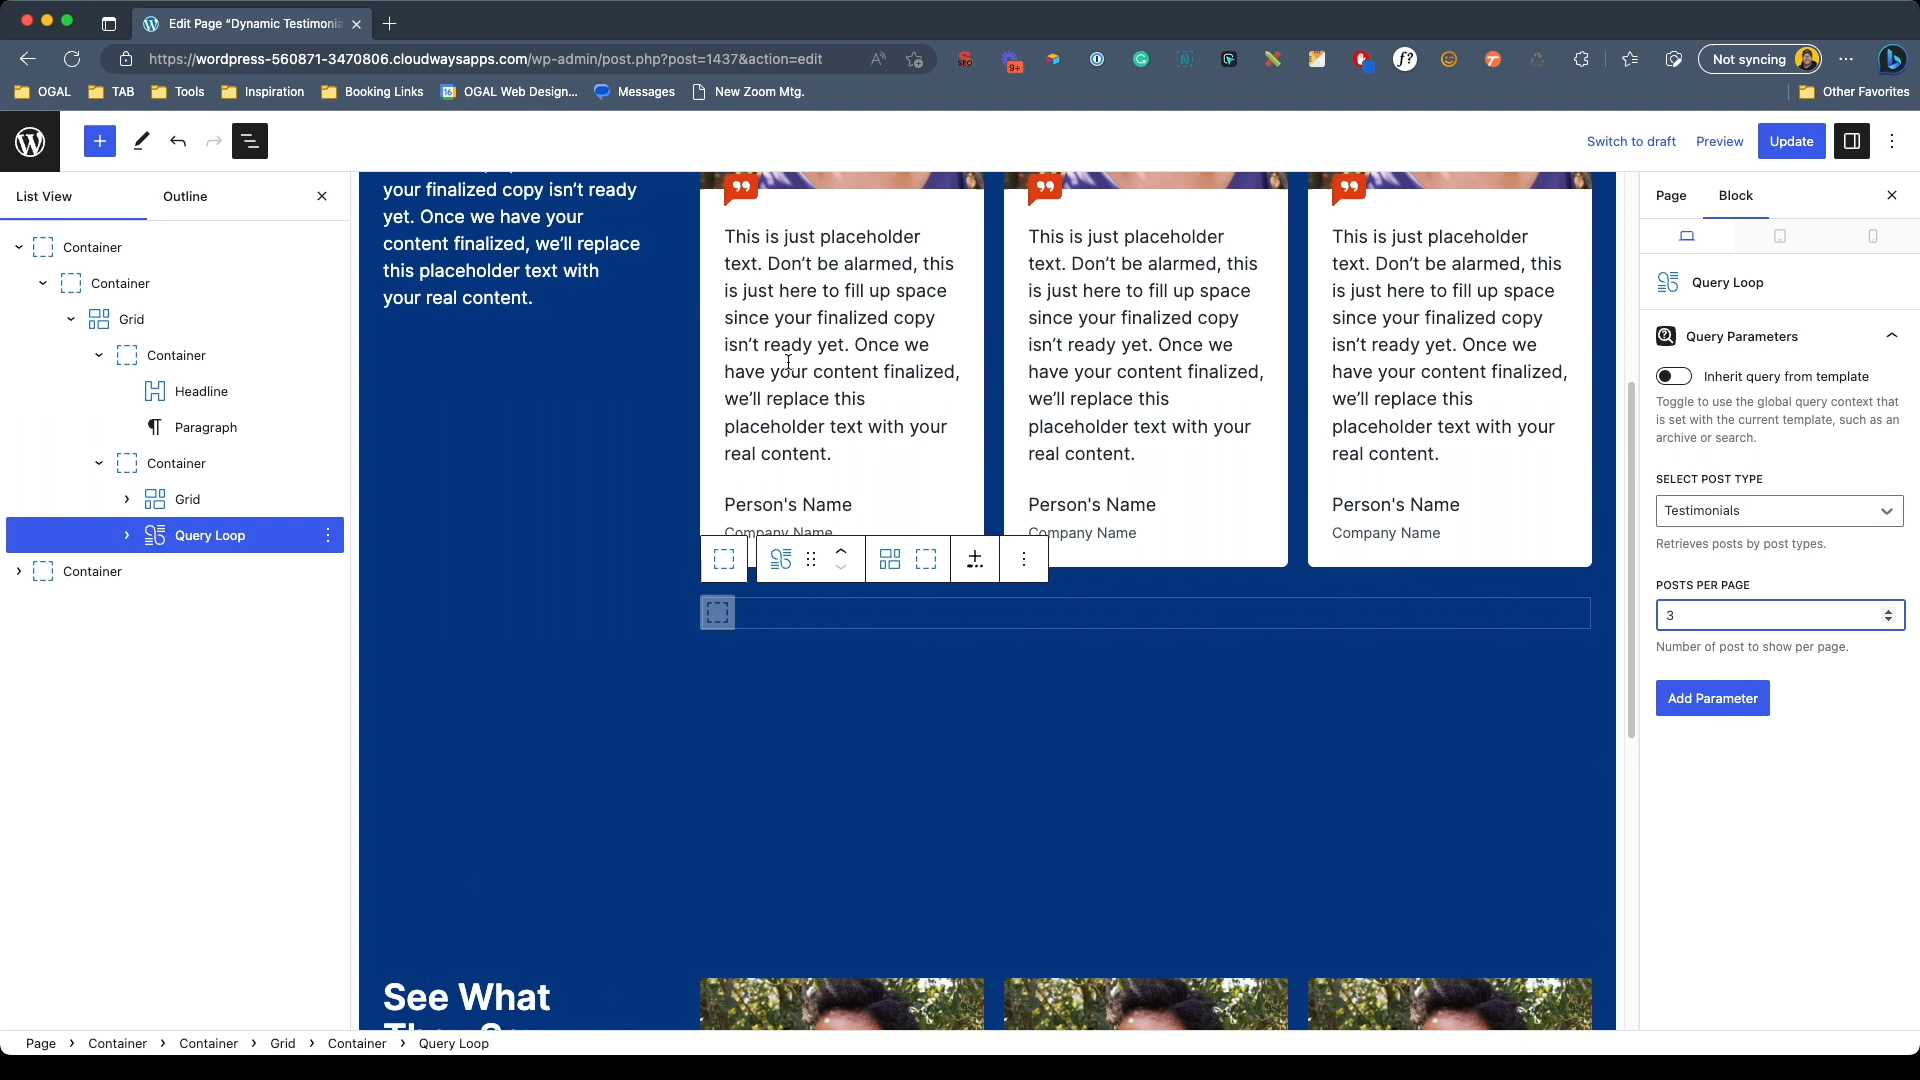 Edit Page “Dynamic Testimonia
https://wordpress-560871-3470806.cloudwaysapps.com/wp-admin/post.php?post=1437&action=edit
9+
Not syncing
OGAL
TAB
Tools
Inspiration
Booking Links
OGAL Web Design...
Messages
New Zoom Mtg.
Other Favorites
Switch to draft
Preview
Update
List View
Outline
Container
Container
Grid
Container
Headline
Paragraph
Container
Grid
Query Loop
Container
your finalized copy isn’t ready
yet. Once we have your
content finalized, we’ll replace
this placeholder text with
your real content.
This is just placeholder
text. Don’t be alarmed, this
is just here to fill up space
since your finalized copy
isn’t ready yet. Once we
have your content finalized,
we’ll replace this
placeholder text with your
real content.
Person's Name
Company Name
This is just placeholder
text. Don’t be alarmed, this
is just here to fill up space
since your finalized copy
isn’t ready yet. Once we
have your content finalized,
we’ll replace this
placeholder text with your
real content.
Person's Name
Company Name
This is just placeholder
text. Don’t be alarmed, this
is just here to fill up space
since your finalized copy
isn’t ready yet. Once we
have your content finalized,
we’ll replace this
placeholder text with your
real content.
Person's Name
Company Name
See What
They Say
Page
Block
Query Loop
Query Parameters
Inherit query from template
Toggle to use the global query context that
is set with the current template, such as an
archive or search.
SELECT POST TYPE
Testimonials
Retrieves posts by post types.
POSTS PER PAGE
3
Number of post to show per page.
Add Parameter
Page > Container > Container > Grid > Container > Query Loop